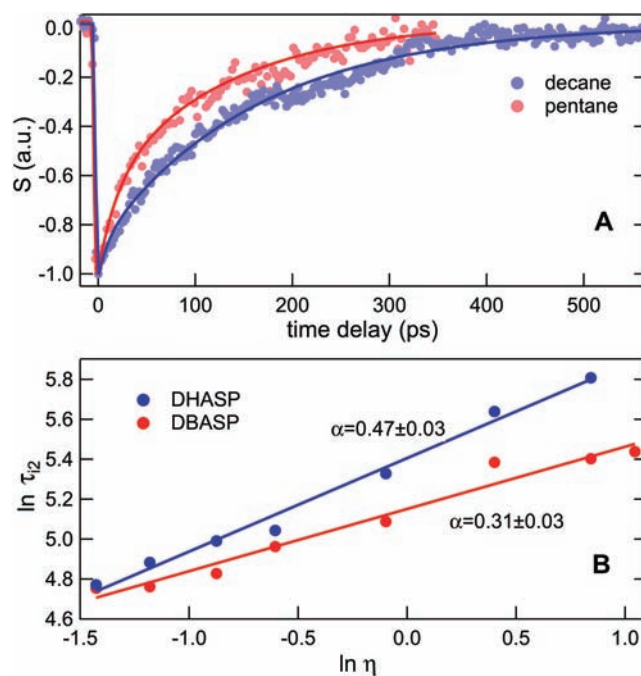 0.0
-0.2
-0.4
-0.6
-0.8
-1.0
S (a.u.)
decane
pentane
A
0 100 200 300 400 500
time delay (ps)
5.8
5.6
5.4
5.2
5.0
4.8
4.6
ln τi2
DHASP
DBASP
α=0.47±0.03
α=0.31±0.03
B
-1.5 -1.0 -0.5 0.0 0.5 1.0
ln η